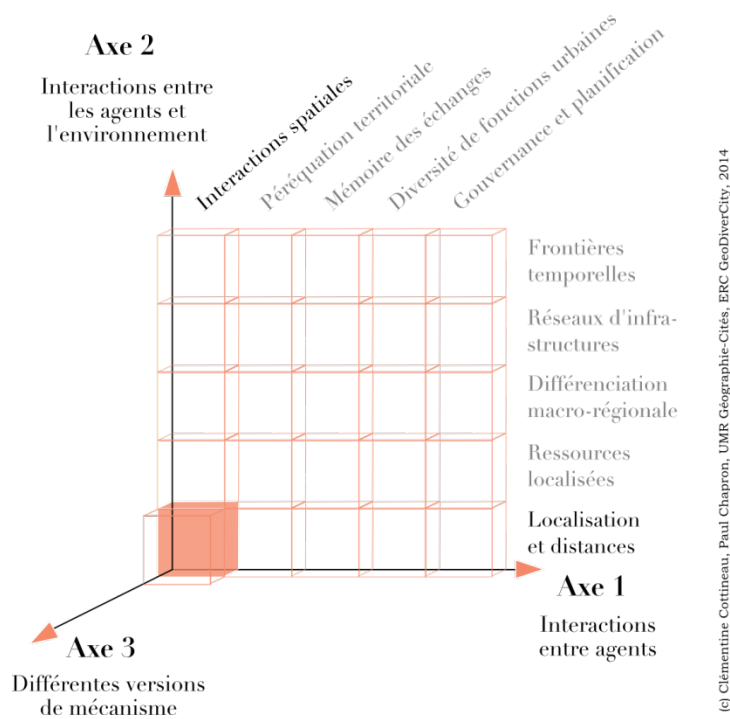 Axe 2
Interactions entre
les agents et
l'environnement
Interactions spatiales
Péréquation territoriale
Mémoire des échanges
Diversité de fonctions urbaines
Gouvernance et planification
Frontières
temporelles
Réseaux d'infra-
structures
Différenciation
macro-régionale
Ressources
localisées
Localisation
et distances
Axe 1
Interactions
entre agents
Axe 3
Différentes versions
de mécanisme
(c) Clémentine Cottineau, Paul Chapron, UMR Géographie-Cités, ERC GeoDiverCity, 2014